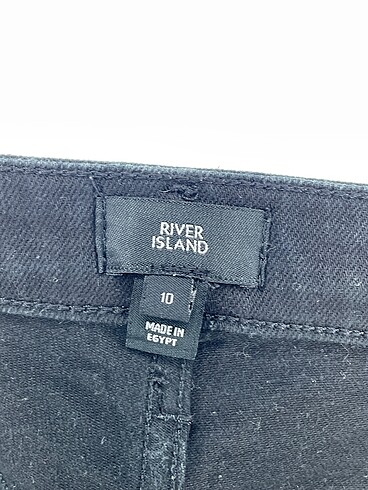 RIVER
ISLAND
10
MADE IN
EGYPT